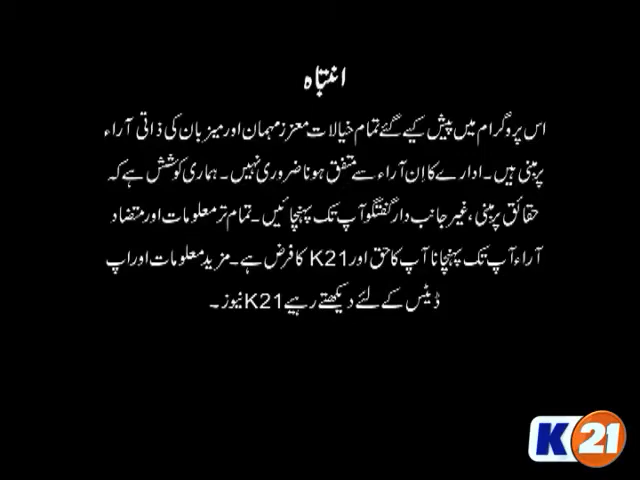 انتباہ
اس پروگرام میں پیش کیے گئے تمام خیالات معزز مہمان اور میزبان کی ذاتی آراء
پر مبنی ہیں۔ ادارے کا اِن آراء سے متفق ہونا ضروری نہیں۔ ہماری کوشش ہے کہ
حقائق پر مبنی، غیر جانب دار گفتگو آپ تک پہنچائیں۔ تمام تر معلومات اور متضاد
آراء آپ تک پہنچانا آپ کا حق اور K21 کا فرض ہے۔ مزید معلومات اور اپ
ڈیٹس کے لئے دیکھتے رہیے K21 نیوز۔
K21